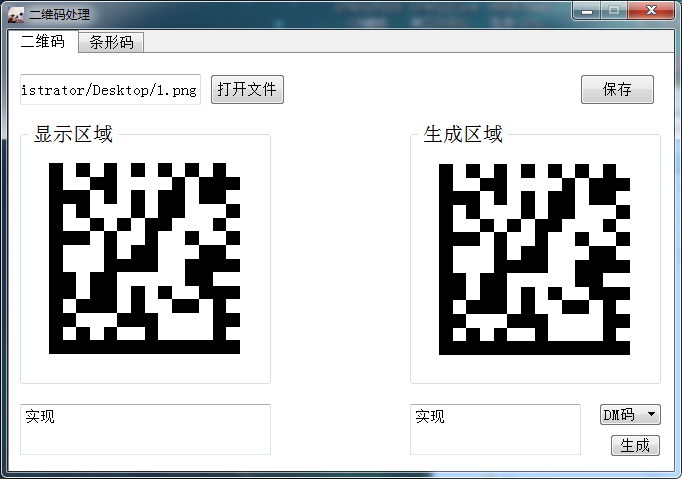 二维码处理
二维码 条形码
istrator/Desktop/1.png 打开文件 保存
显示区域 生成区域
实现 实现 DM码
生成